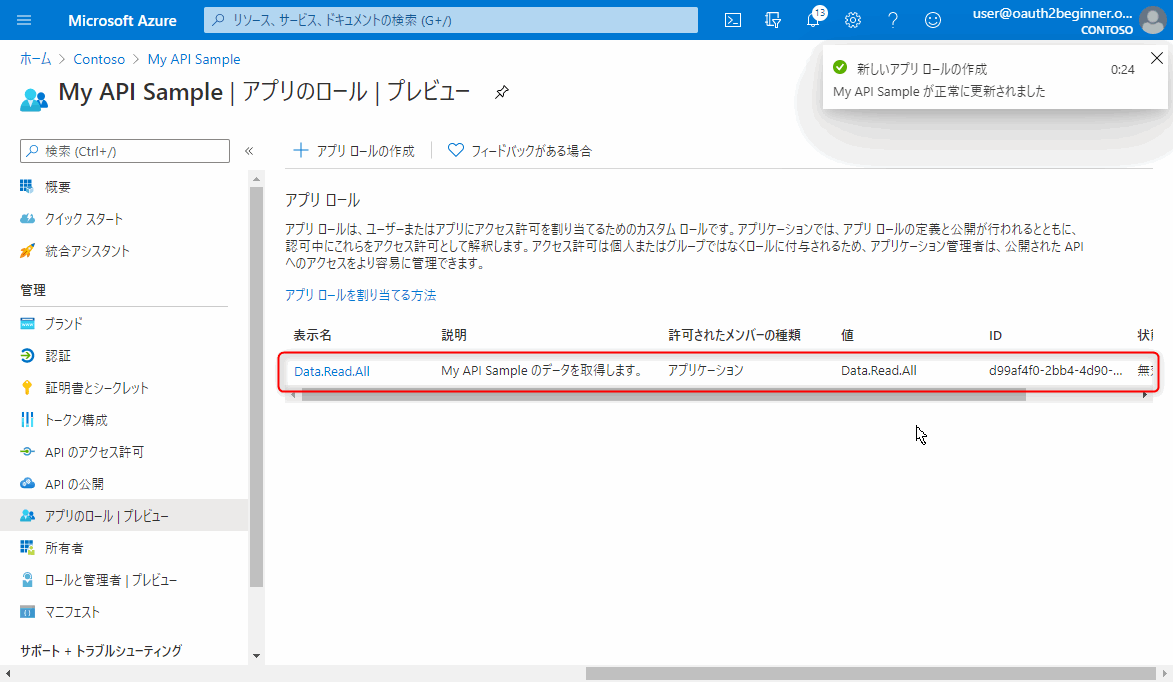 Microsoft Azure
リソース、サービス、ドキュメントの検索 (G+/)
13
user@oauth2beginner.o...
CONTOSO
ホーム > Contoso > My API Sample
My API Sample | アプリのロール | プレビュー
新しいアプリ ロールの作成
0:24
My API Sample が正常に更新されました
検索 (Ctrl+/)
«
概要
クイック スタート
統合アシスタント
管理
ブランド
認証
証明書とシークレット
トークン構成
API のアクセス許可
API の公開
アプリのロール | プレビュー
所有者
ロールと管理者 | プレビュー
マニフェスト
サポート + トラブルシューティング
アプリ ロールの作成
フィードバックがある場合
アプリ ロール
アプリ ロールは、ユーザーまたはアプリにアクセス許可を割り当てるためのカスタム ロールです。アプリケーションでは、アプリ ロールの定義と公開が行われるとともに、
認可中にこれらをアクセス許可として解釈します。アクセス許可は個人またはグループではなくロールに付与されるため、アプリケーション管理者は、公開された API
へのアクセスをより容易に管理できます。
アプリ ロールを割り当てる方法
表示名 説明 許可されたメンバーの種類 値 ID
Data.Read.All My API Sample のデータを取得します。 アプリケーション Data.Read.All d99af4f0-2bb4-4d90-...